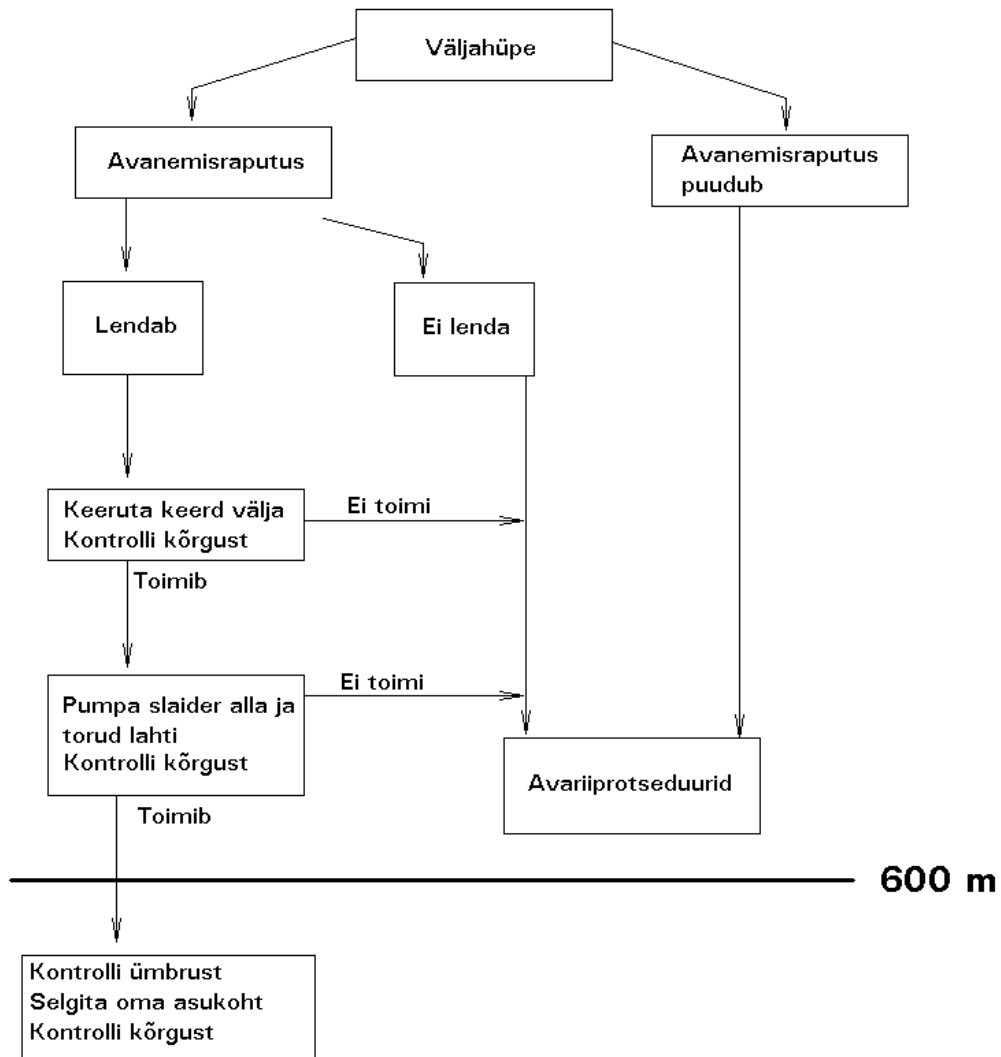 Väljahüpe
Avanemisraputus
Avanemisraputus
puudub
Lendab
Ei lenda
Keeruta keerd välja
Kontrolli kõrgust
Ei toimi
Toimib
Pumpa slaider alla ja
torud lahti
Kontrolli kõrgust
Ei toimi
Avariiprotseduurid
Toimib
600 m
Kontrolli ümbrust
Selgita oma asukoht
Kontrolli kõrgust